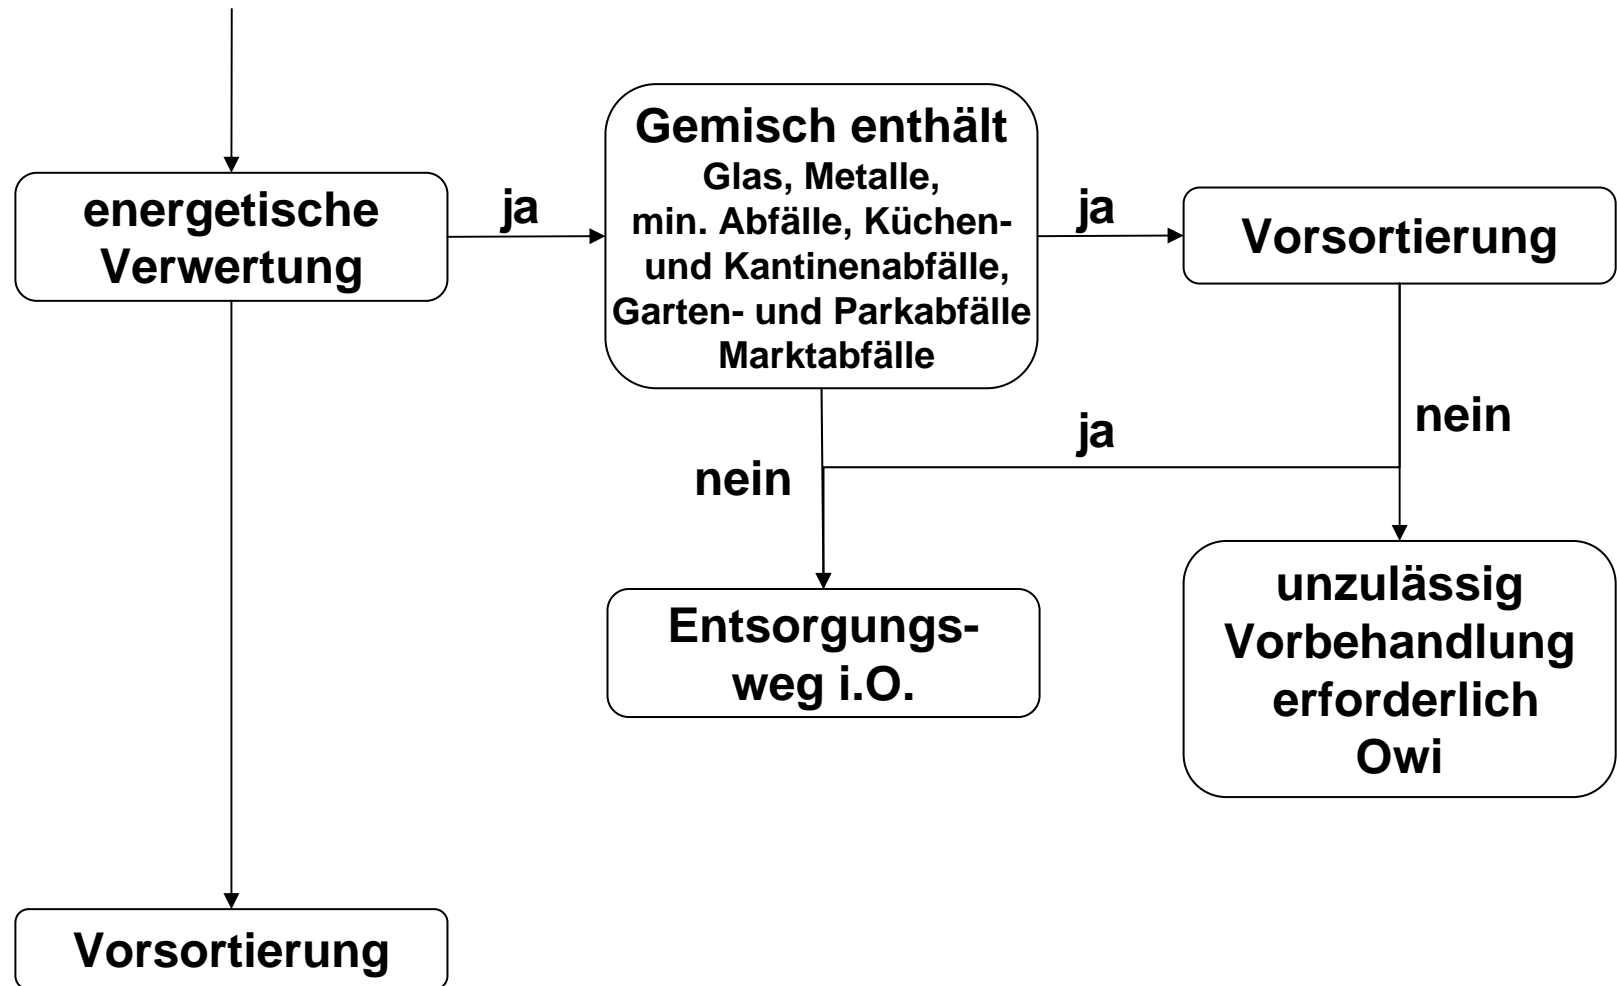 energetische
Verwertung
ja
Gemisch enthält
Glas, Metalle,
min. Abfälle, Küchen-
und Kantinenabfälle,
Garten- und Parkabfälle
Marktabfälle
ja
Vorsortierung
nein
ja
nein
Entsorgungs-
weg i.O.
unzulässig
Vorbehandlung
erforderlich
Owi
Vorsortierung